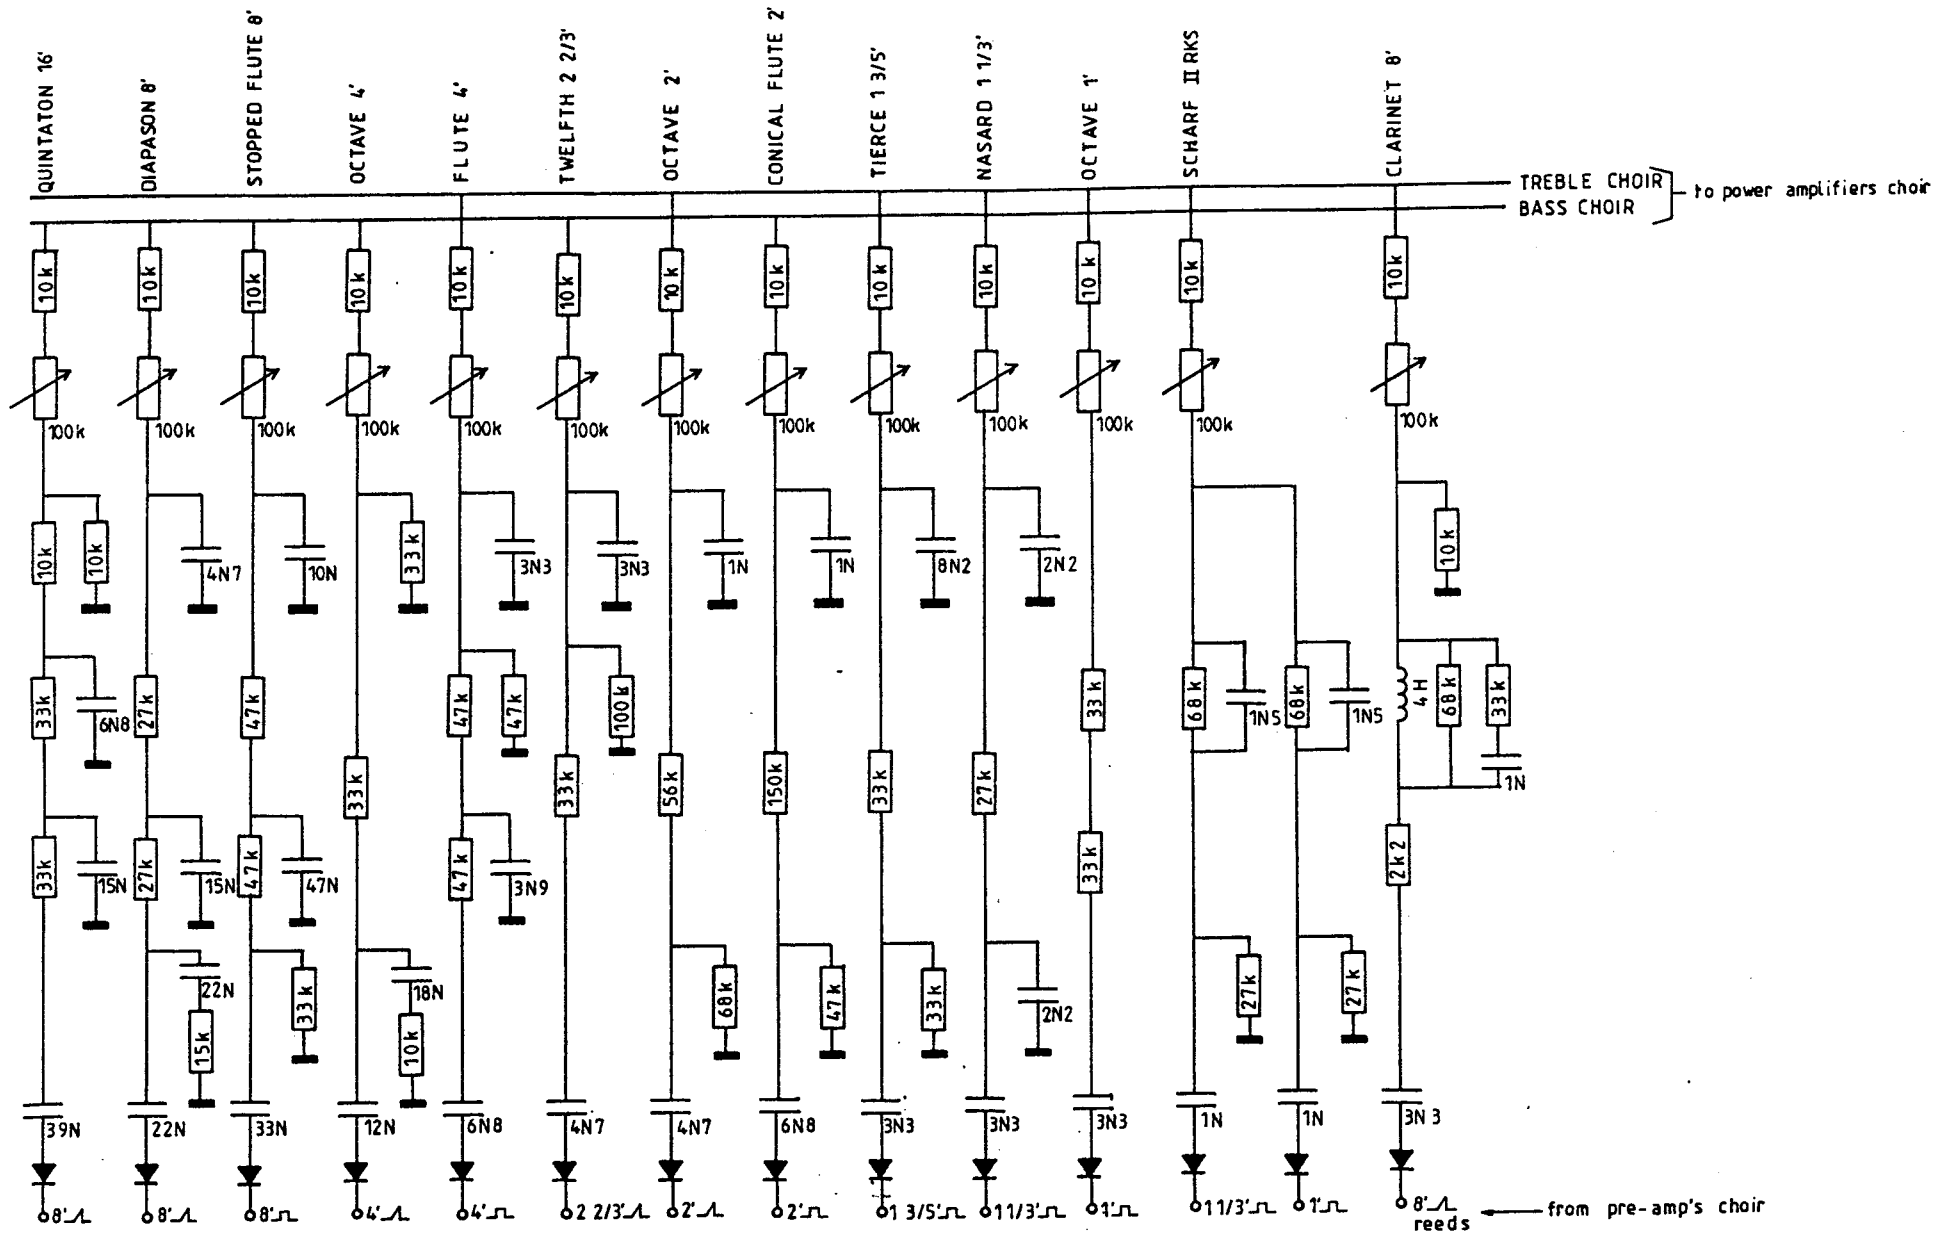 QUINTATON 16'
DIAPASON 8'
STOPPED FLUTE 8'
OCTAVE 4'
FLUTE 4'
TWELFTH 2 2/3'
OCTAVE 2'
CONICAL FLUTE 2'
TIERCE 1 3/5'
NASARD 1 1/3'
OCTAVE 1'
SCHARF II RKS
CLARINET 8'
TREBLE CHOIR
BASS CHOIR
to power amplifiers choir
10k
10k
10k
10k
10k
10k
10k
10k
10k
10k
10k
10k
10k
100k
100k
100k
100k
100k
100k
100k
100k
100k
100k
100k
100k
100k
10k
10k
4N7
10N
33k
3N3
3N3
1N
1N
8N2
2N2
10k
33k
6N8
27k
47k
47k
47k
100k
33k
68k
1N5
68k
1N5
4H
68k
33k
1N
33k
33k
56k
150k
33k
27k
33k
15N
27k
15N
47k
47N
47k
3N9
33k
2k2
22N
15k
33k
18N
10k
68k
47k
33k
2N2
27k
27k
39N
22N
33N
12N
6N8
4N7
4N7
6N8
3N3
3N3
3N3
1N
1N
3N3
8'
8'
8'
4'
4'
2 2/3'
2'
2'
1 3/5'
11/3'
1'
11/3'
1'
8'
reeds
from pre-amp's choir